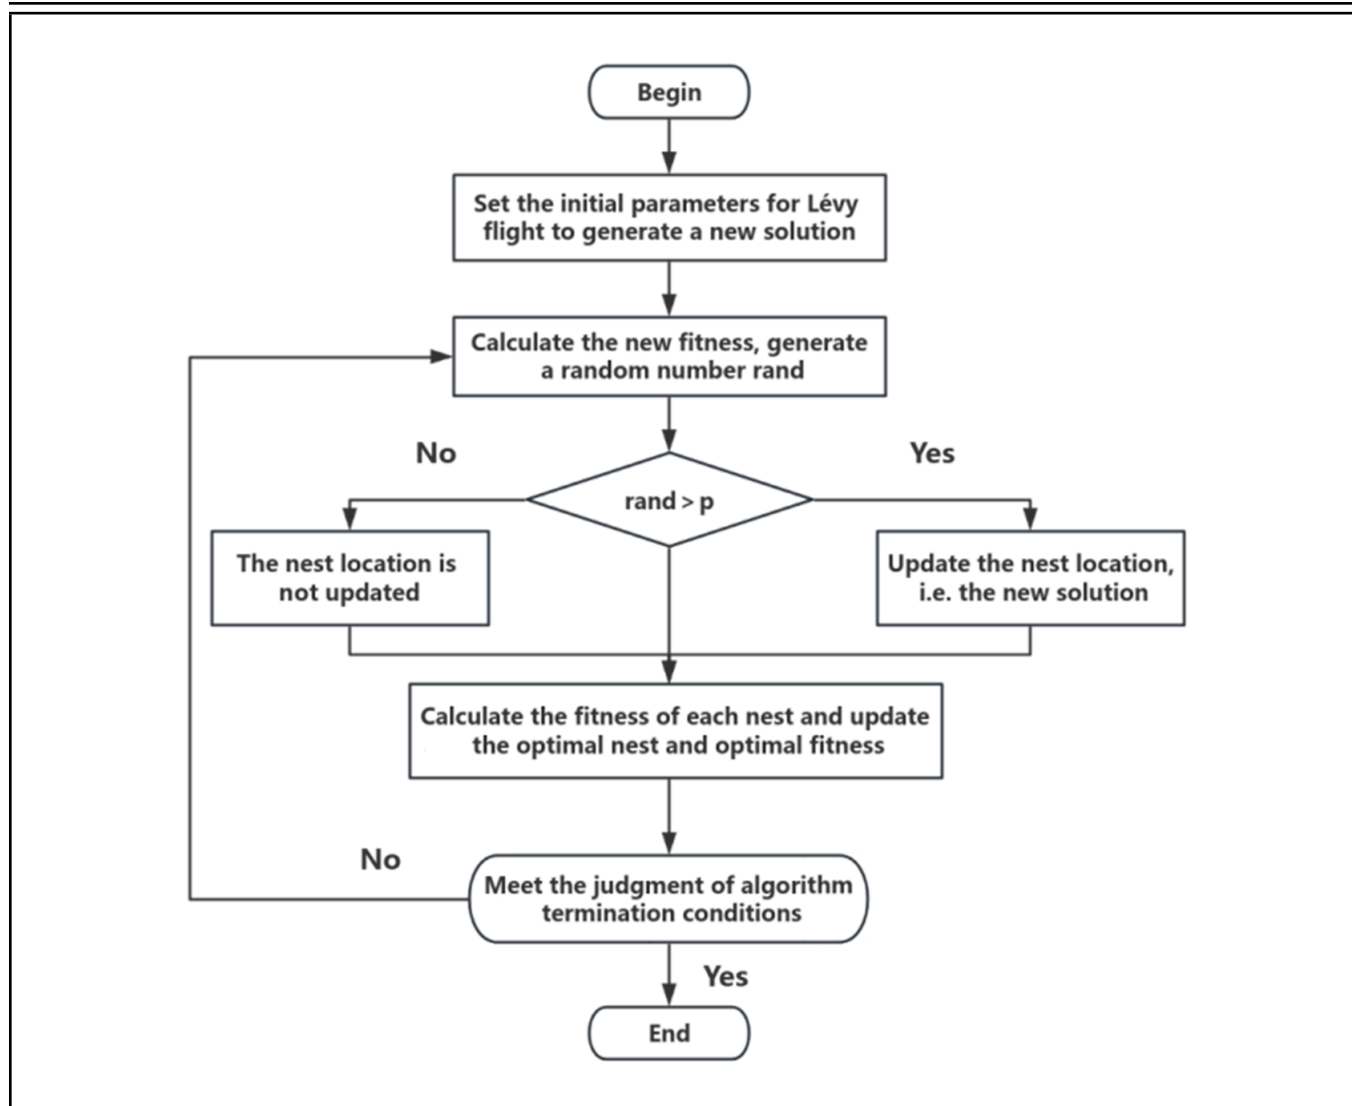 Begin
Set the initial parameters for Lévy
flight to generate a new solution
Calculate the new fitness, generate
a random number rand
No
Yes
rand > p
The nest location is
not updated
Update the nest location,
i.e. the new solution
Calculate the fitness of each nest and update
the optimal nest and optimal fitness
No
Meet the judgment of algorithm
termination conditions
Yes
End